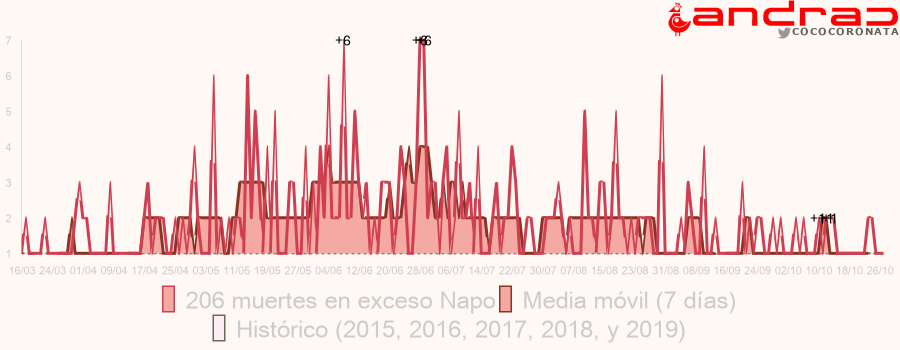 andras
COCOCORONATA
7
+6
+6
6
5
4
3
2
1
16/03 24/03 01/04 09/04 17/04 25/04 03/05 11/05 19/05 27/05 04/06 12/06 20/06 28/06 06/07 14/07 22/07 30/07 07/08 15/08 23/08 31/08 08/09 16/09 24/09 02/10 10/10 18/10 26/10
206 muertes en exceso Napo Media móvil (7 días)
Histórico (2015, 2016, 2017, 2018, y 2019)